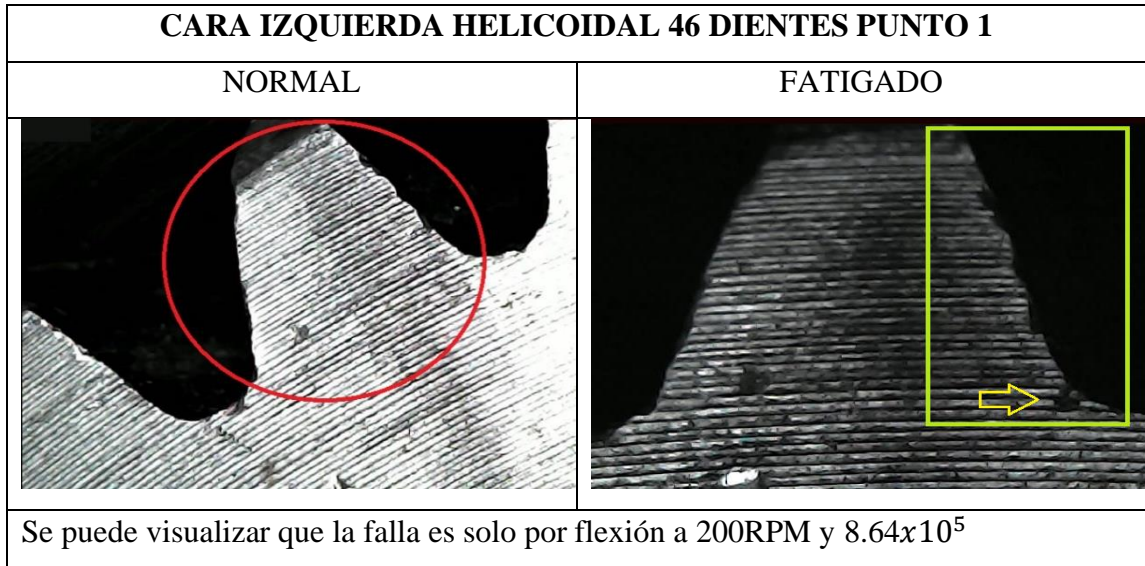 CARA IZQUIERDA HELICOIDAL 46 DIENTES PUNTO 1
NORMAL
FATIGADO
Se puede visualizar que la falla es solo por flexión a 200RPM y 8.64𝑥10⁵